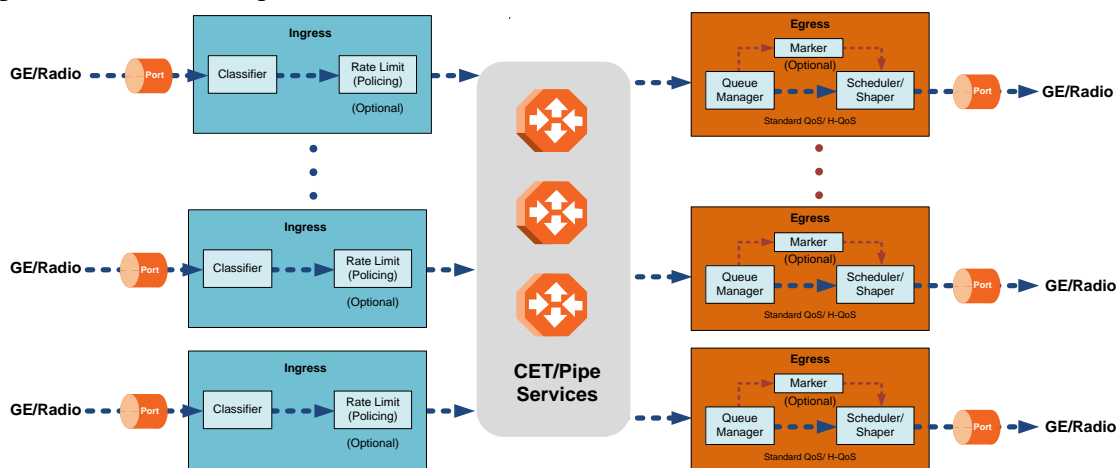 Ingress
GE/Radio
Port
Classifier
Rate Limit
(Policing)
(Optional)
Egress
Marker
(Optional)
Queue
Manager
Scheduler/
Shaper
Standard QoS/ H-QoS
Port
GE/Radio
Ingress
GE/Radio
Port
Classifier
Rate Limit
(Policing)
(Optional)
Egress
Marker
(Optional)
Queue
Manager
Scheduler/
Shaper
Standard QoS/ H-QoS
Port
GE/Radio
CET/Pipe
Services
Ingress
GE/Radio
Port
Classifier
Rate Limit
(Policing)
(Optional)
Egress
Marker
(Optional)
Queue
Manager
Scheduler/
Shaper
Standard QoS/ H-QoS
Port
GE/Radio